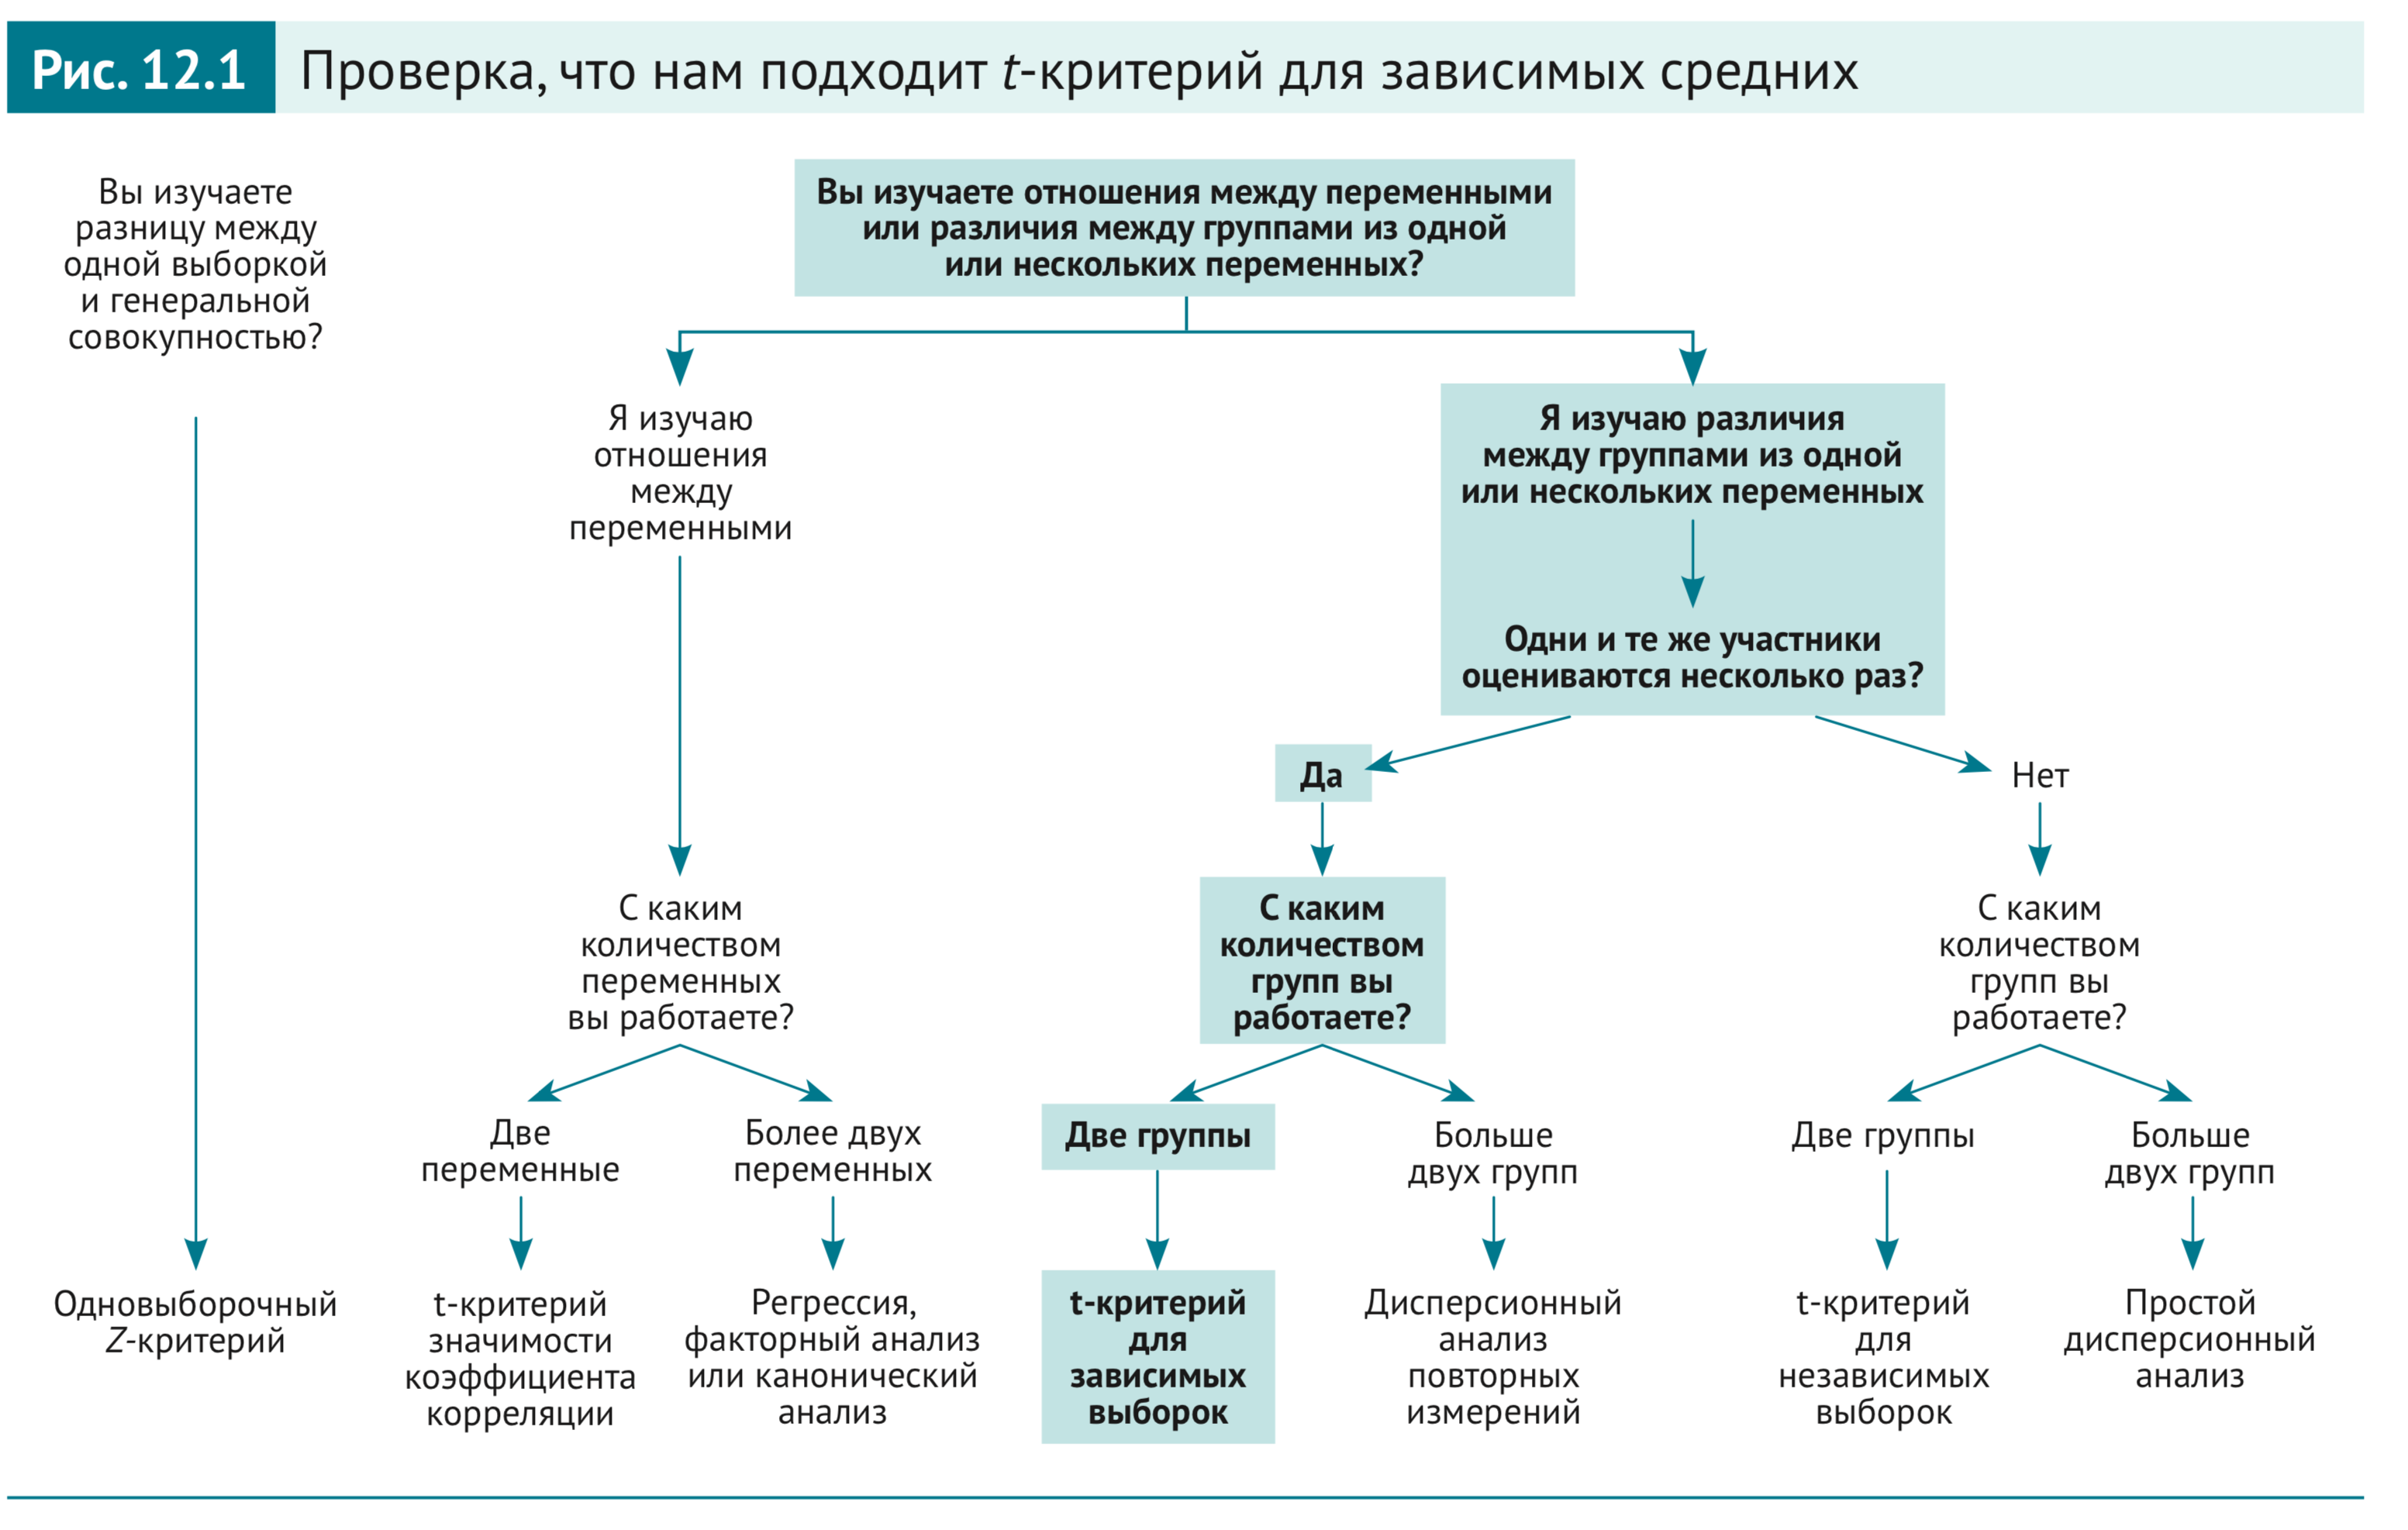 Рис. 12.1
Проверка, что нам подходит t-критерий для зависимых средних
Вы изучаете
разницу между
одной выборкой
и генеральной
совокупностью?
Вы изучаете отношения между переменными
или различия между группами из одной
или нескольких переменных?
Я изучаю
отношения
между
переменными
Я изучаю различия
между группами из одной
или нескольких переменных
Одни и те же участники
оцениваются несколько раз?
Да
Нет
С каким
количеством
переменных
вы работаете?
С каким
количеством
групп вы
работаете?
С каким
количеством
групп вы
работаете?
Две
переменные
Более двух
переменных
Две группы
Больше
двух групп
Две группы
Больше
двух групп
Одновыборочный
Z-критерий
t-критерий
значимости
коэффициента
корреляции
Регрессия,
факторный анализ
или канонический
анализ
t-критерий
для
зависимых
выборок
Дисперсионный
анализ
повторных
измерений
t-критерий
для
независимых
выборок
Простой
дисперсионный
анализ